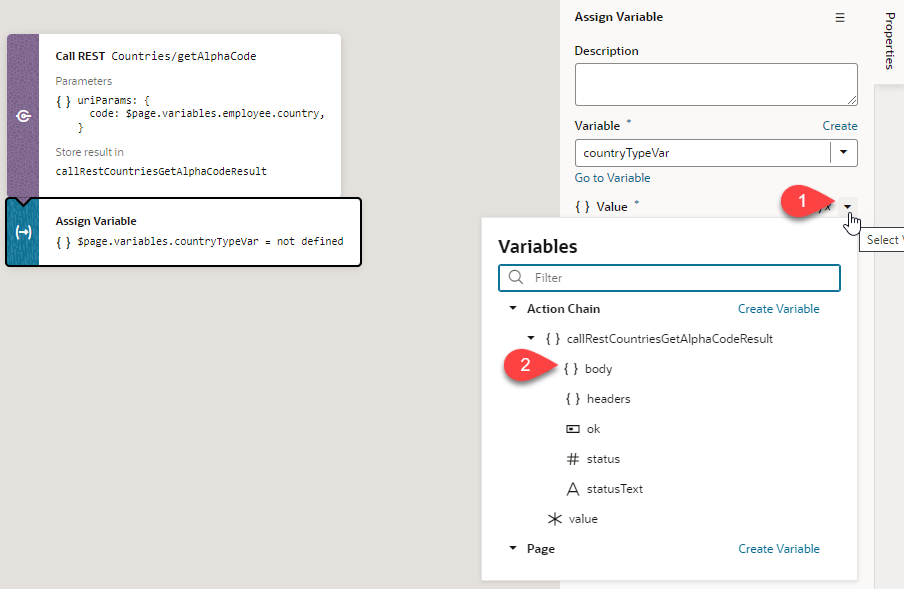 Call REST Countries/getAlphaCode
Parameters
{ } uriParams: {
code: $page.variables.employee.country,
}
Store result in
callRestCountriesGetAlphaCodeResult
Assign Variable
{ } $page.variables.countryTypeVar = not defined
Assign Variable
Properties
Description
Variable *
Create
countryTypeVar
Go to Variable
{ } Value *
1
Select
Variables
Filter
Action Chain
Create Variable
{ } callRestCountriesGetAlphaCodeResult
2
{ } body
{ } headers
ok
# status
A statusText
value
Page
Create Variable